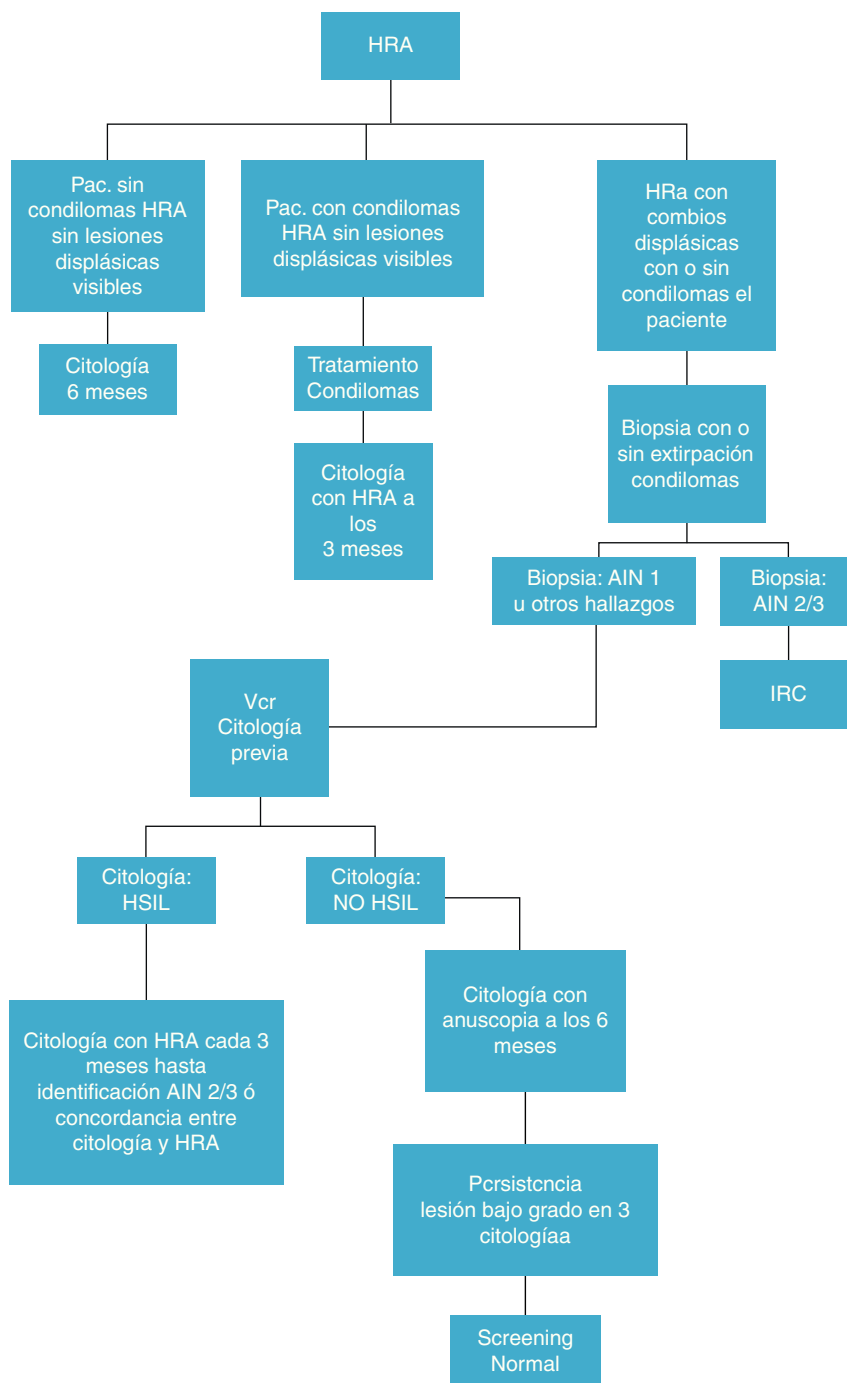 HRA
Pac. sin
condilomas HRA
sin lesiones
displásicas
visibles
Pac. con condilomas
HRA sin lesiones
displásicas visibles
HRa con
combios
displásicas
con o sin
condilomas el
paciente
Citología
6 meses
Tratamiento
Condilomas
Citología
con HRA a
los
3 meses
Biopsia con o
sin extirpación
condilomas
Biopsia: AIN 1
u otros hallazgos
Biopsia:
AIN 2/3
IRC
Vcr
Citología
previa
Citología:
HSIL
Citología:
NO HSIL
Citología con HRA cada 3
meses hasta
identificación AIN 2/3 ó
concordancia entre
citología y HRA
Citología con
anuscopia a los 6
meses
Pcrsistcncia
lesión bajo grado en 3
citologíaa
Screening
Normal